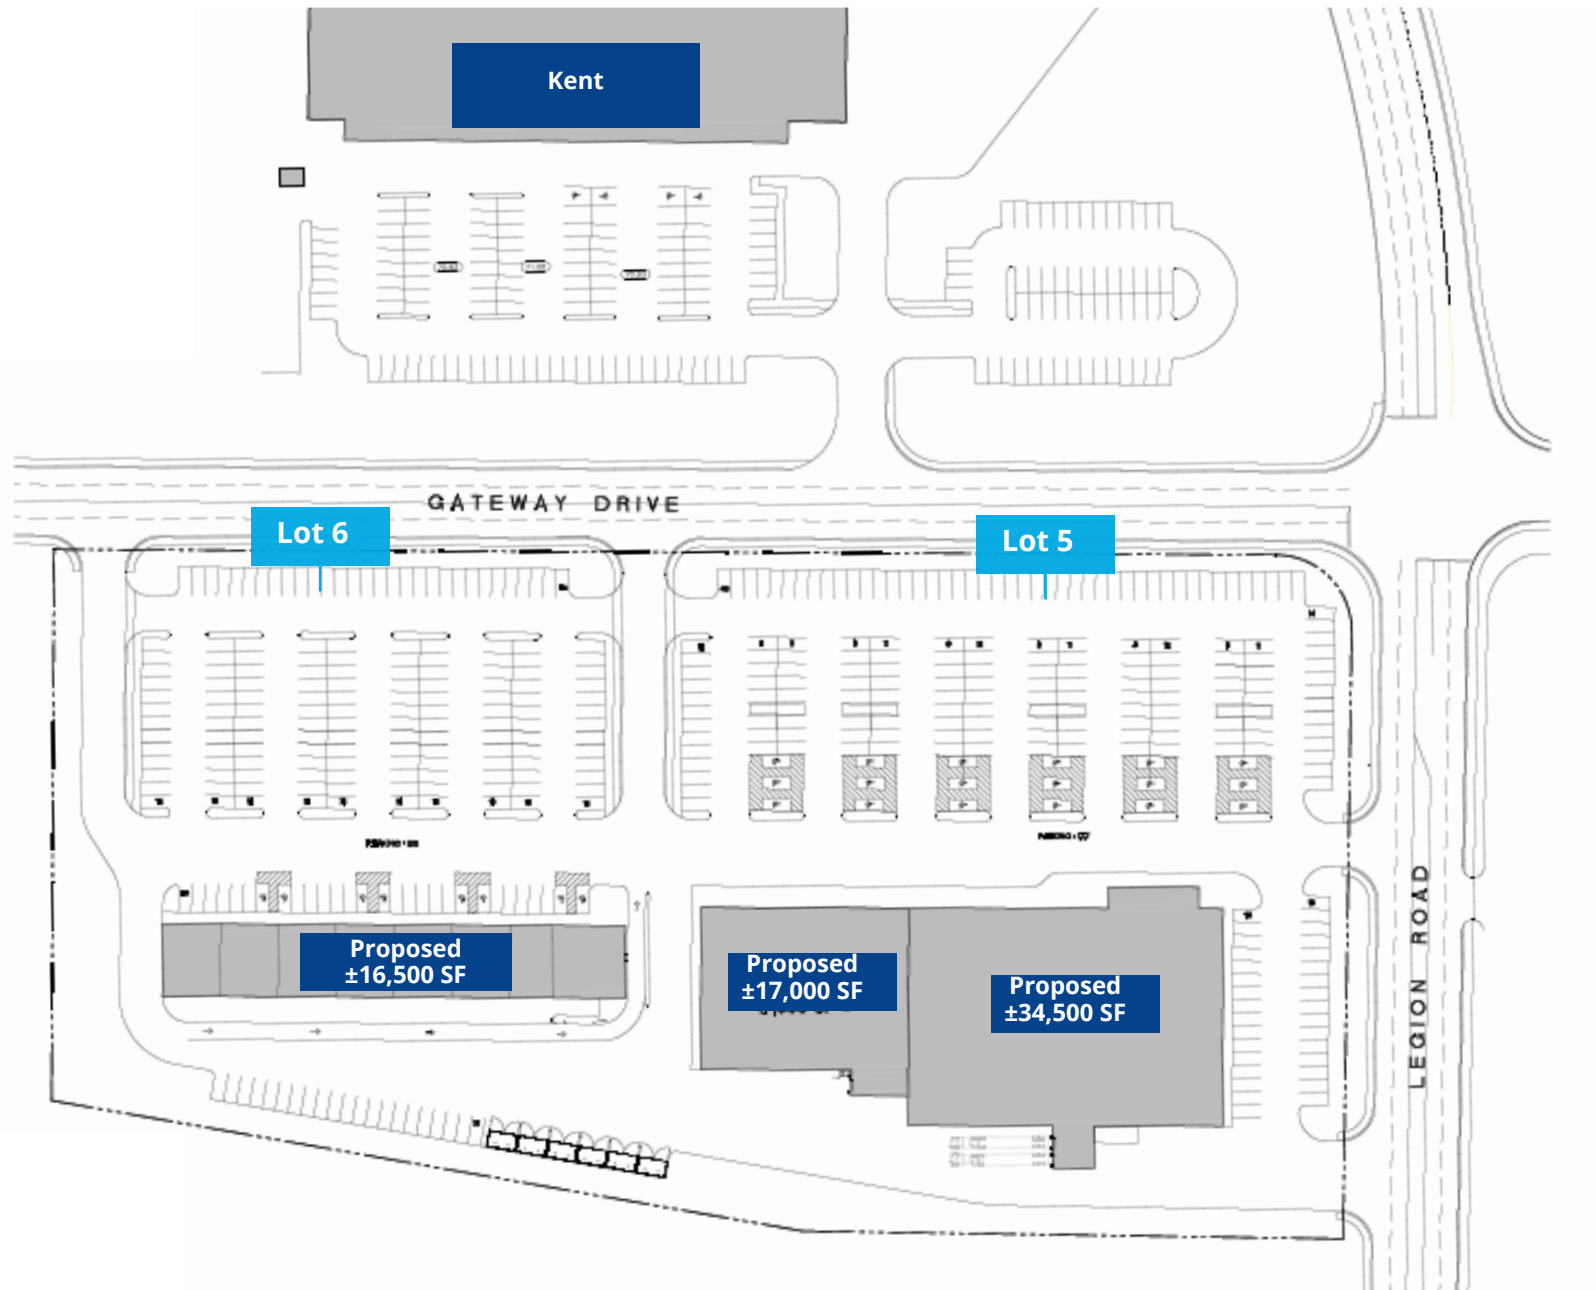 Kent
GATEWAY DRIVE
Lot 6
Lot 5
Proposed
±16,500 SF
Proposed
±17,000 SF
Proposed
±34,500 SF
LEGION ROAD